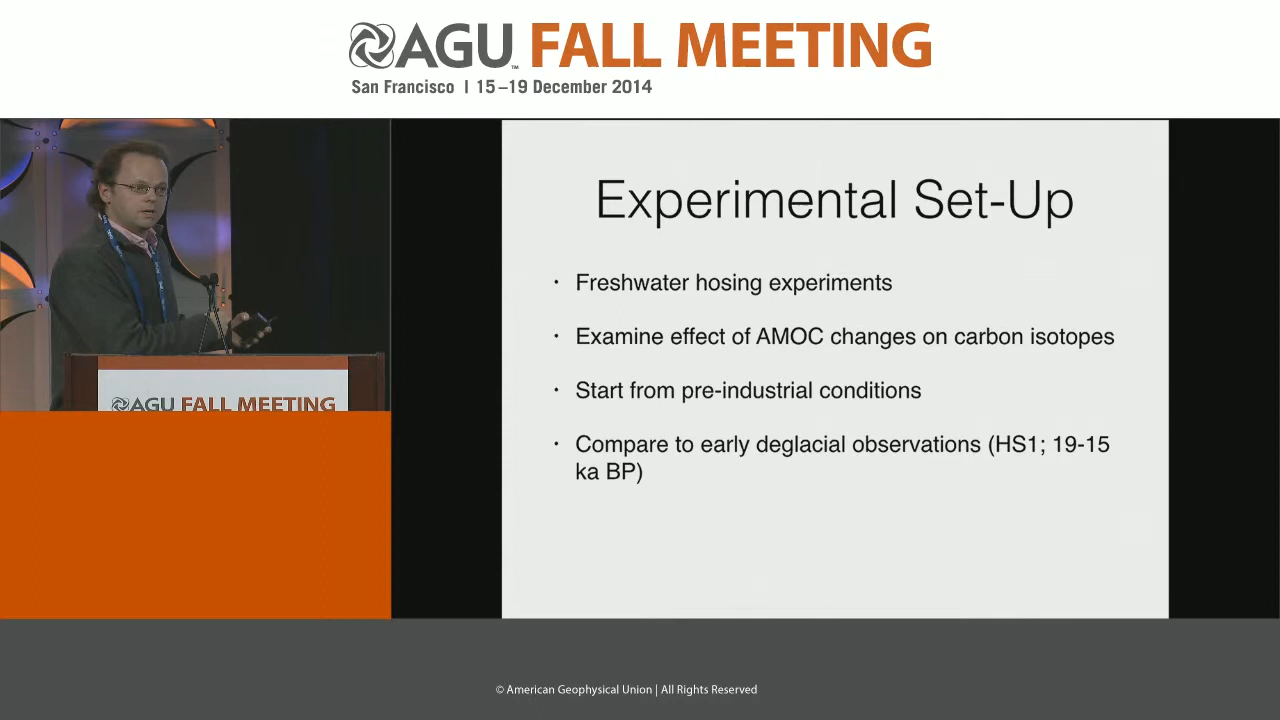 AGU™ FALL MEETING
San Francisco | 15–19 December 2014
AGU FALL MEETING
Experimental Set-Up
• Freshwater hosing experiments
• Examine effect of AMOC changes on carbon isotopes
• Start from pre-industrial conditions
• Compare to early deglacial observations (HS1; 19-15
ka BP)
© American Geophysical Union | All Rights Reserved